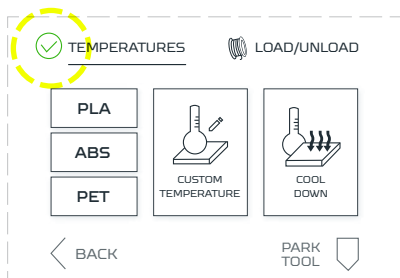 TEMPERATURES
LOAD/UNLOAD
PLA
ABS
PET
CUSTOM
TEMPERATURE
COOL
DOWN
BACK
PARK
TOOL